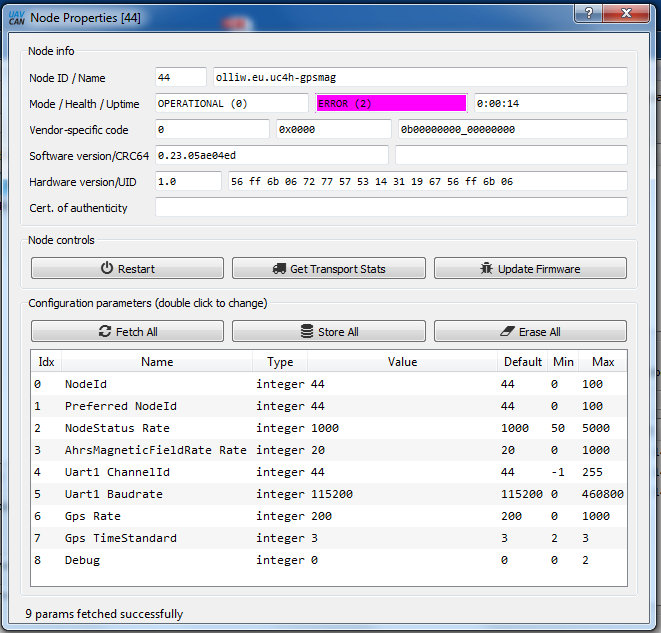 UAV CAN Node Properties [44]
Node info
Node ID / Name 44 olliw.eu.uc4h-gpsmag
Mode / Health / Uptime OPERATIONAL (0) ERROR (2) 0:00:14
Vendor-specific code 0 0x0000 0b00000000_00000000
Software version/CRC64 0.23.05ae04ed
Hardware version/UID 1.0 56 ff 6b 06 72 77 57 53 14 31 19 67 56 ff 6b 06
Cert. of authenticity
Node controls
Restart Get Transport Stats Update Firmware
Configuration parameters (double click to change)
Fetch All Store All Erase All
Idx Name Type Value Default Min Max
0 NodeId integer 44 44 0 100
1 Preferred NodeId integer 44 44 0 100
2 NodeStatus Rate integer 1000 1000 50 5000
3 AhrsMagneticFieldRate Rate integer 20 20 0 1000
4 Uart1 ChannelId integer 44 44 -1 255
5 Uart1 Baudrate integer 115200 115200 0 460800
6 Gps Rate integer 200 200 0 1000
7 Gps TimeStandard integer 3 3 2 3
8 Debug integer 0 0 0 2
9 params fetched successfully